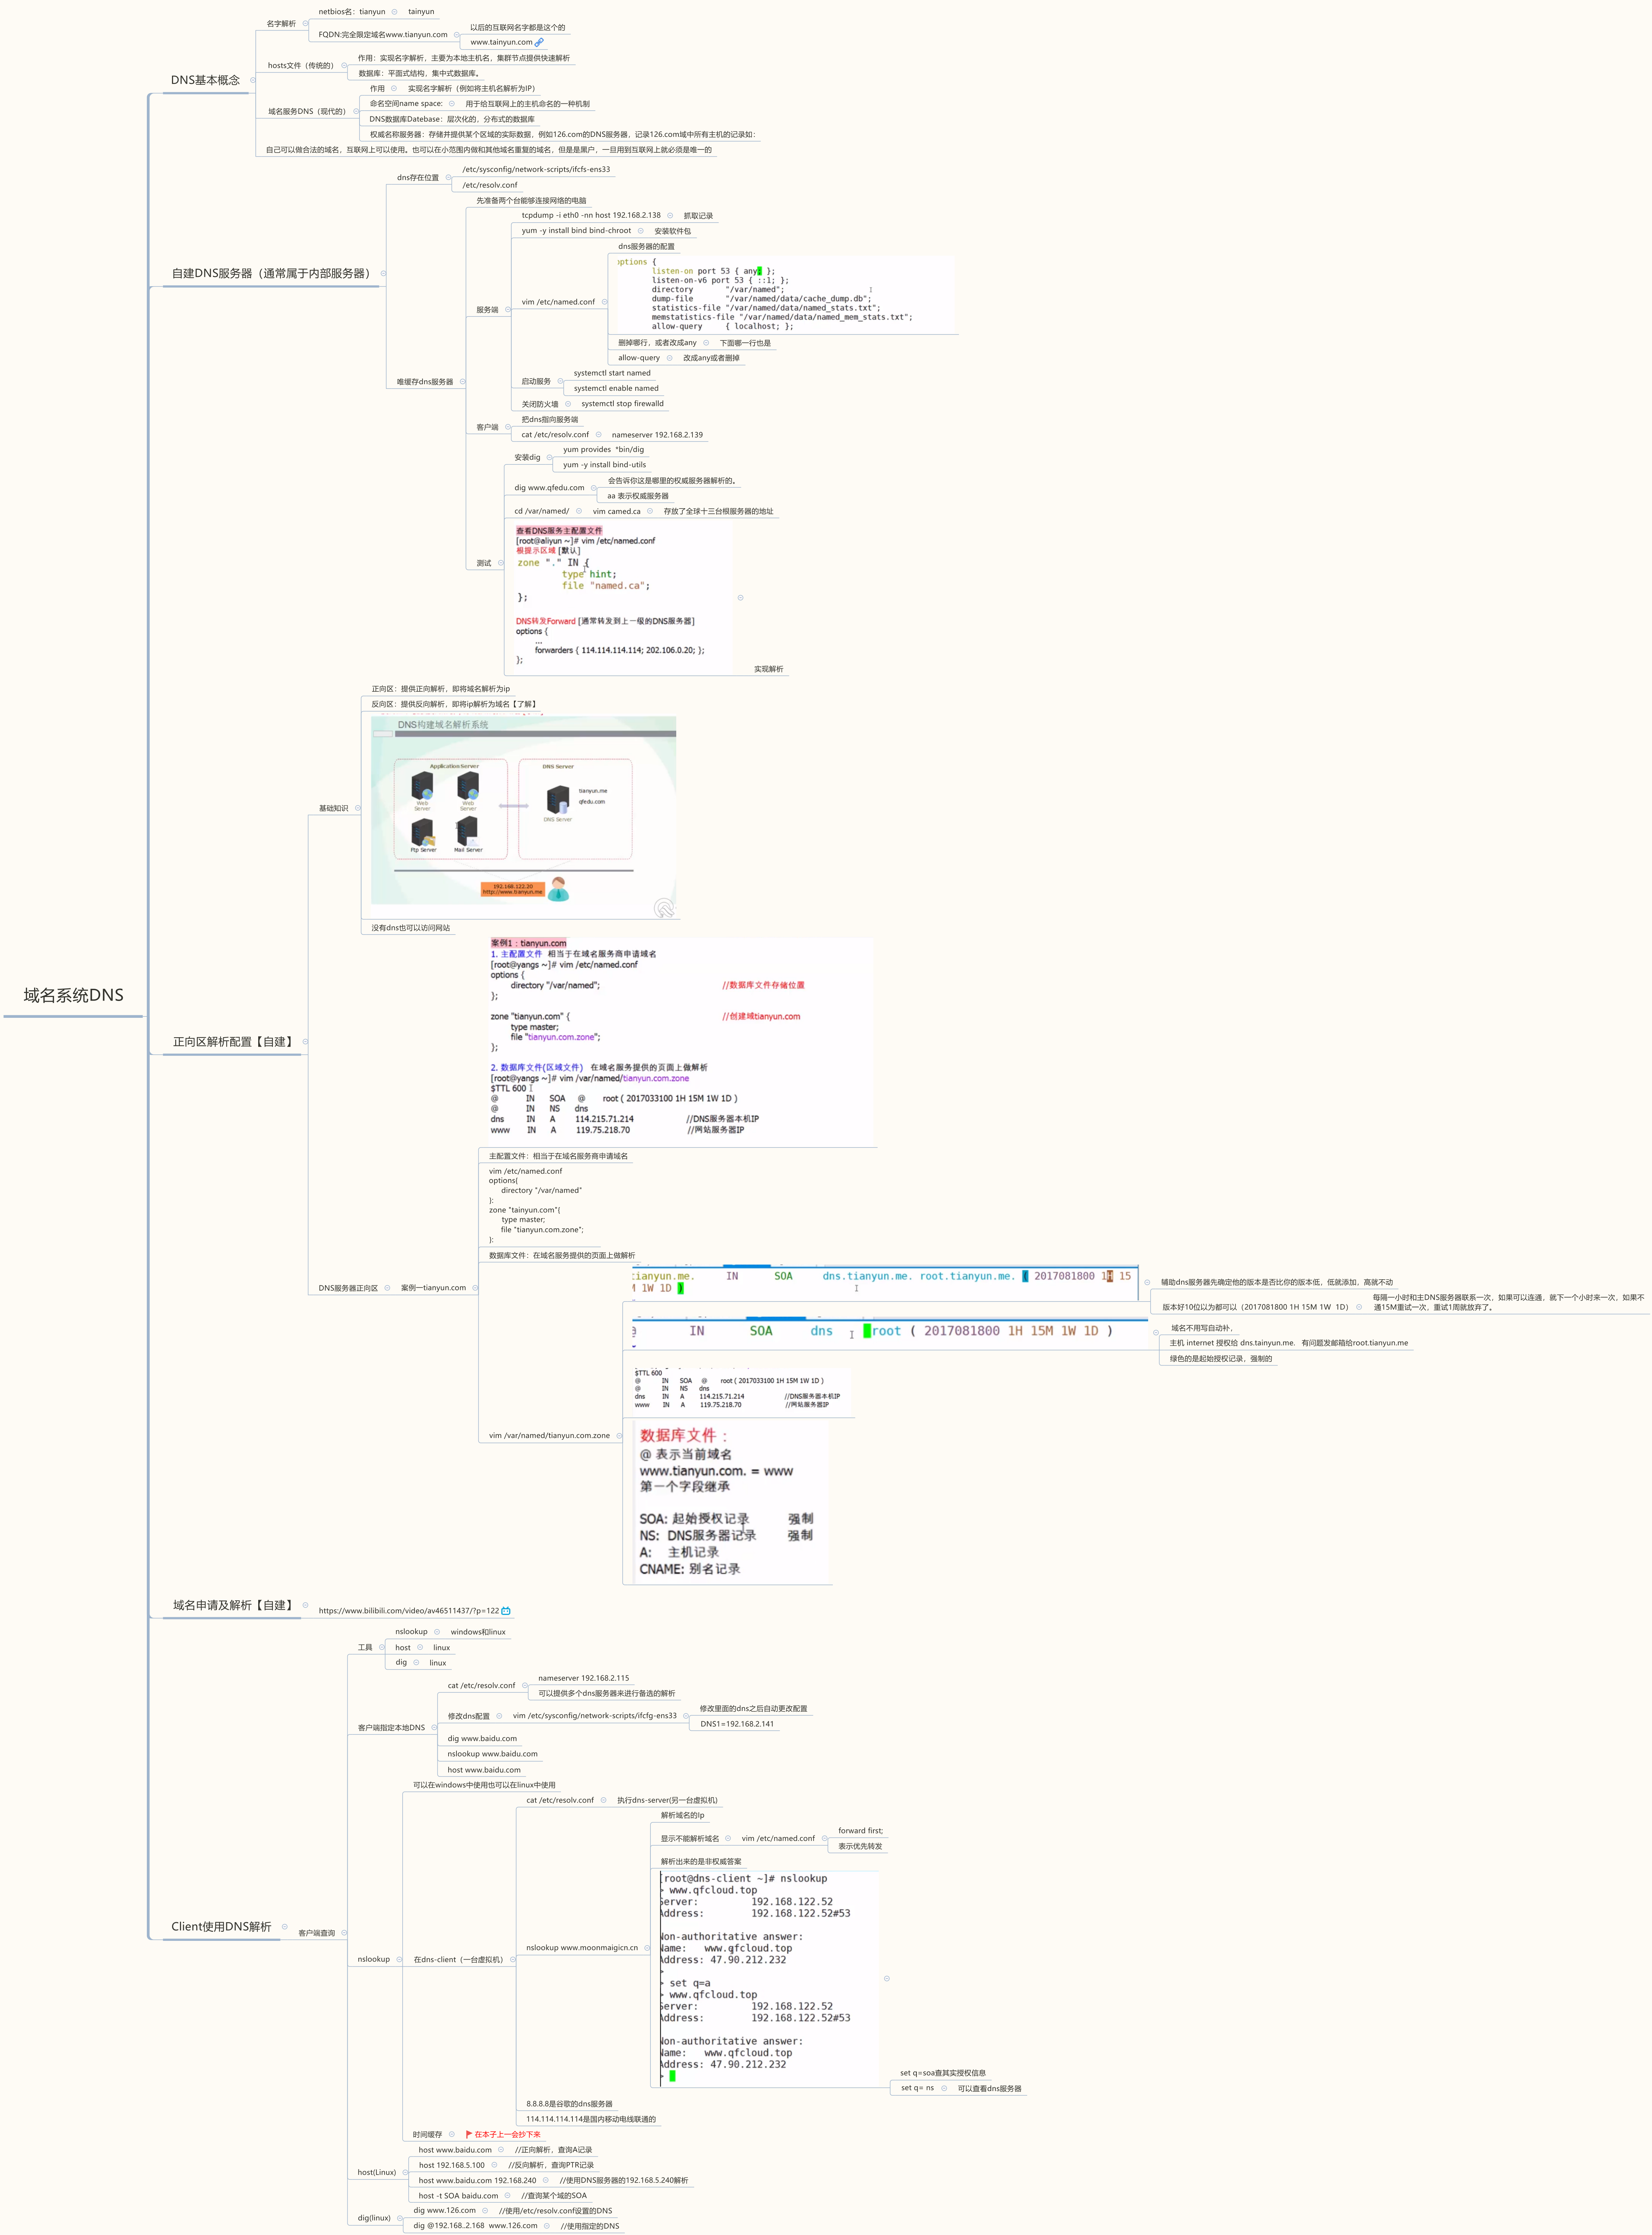 域名系统DNS
DNS基本概念
名字解析
netbios名：tianyun
tainyun
FQDN:完全限定域名www.tianyun.com
以后的互联网名字都是这个的
www.tainyun.com
hosts文件（传统的）
作用：实现名字解析，主要为本地主机名，集群节点提供快速解析
数据库：平面式结构，集中式数据库。
域名服务DNS（现代的）
作用
实现名字解析（例如将主机名解析为IP）
命名空间name space:
用于给互联网上的主机命名的一种机制
DNS数据库Datebase：层次化的，分布式的数据库
权威名称服务器：存储并提供某个区域的实际数据，例如126.com的DNS服务器，记录126.com域中所有主机的记录如：
自己可以做合法的域名，互联网上可以使用。也可以在小范围内做和其他域名重复的域名，但是是黑户，一旦用到互联网上就必须是唯一的
自建DNS服务器（通常属于内部服务器）
dns存在位置
/etc/sysconfig/network-scripts/ifcfs-ens33
/etc/resolv.conf
唯缓存dns服务器
先准备两个台能够连接网络的电脑
服务端
tcpdump -i eth0 -nn host 192.168.2.138
抓取记录
yum -y install bind bind-chroot
安装软件包
vim /etc/named.conf
dns服务器的配置
options {
listen-on port 53 { any; };
listen-on-v6 port 53 { ::1; };
directory "/var/named";
dump-file "/var/named/data/cache_dump.db";
statistics-file "/var/named/data/named_stats.txt";
memstatistics-file "/var/named/data/named_mem_stats.txt";
allow-query { localhost; };
删掉哪行，或者改成any
下面哪一行也是
allow-query
改成any或者删掉
启动服务
systemctl start named
systemctl enable named
关闭防火墙
systemctl stop firewalld
客户端
把dns指向服务端
cat /etc/resolv.conf
nameserver 192.168.2.139
测试
安装dig
yum provides *bin/dig
yum -y install bind-utils
dig www.qfedu.com
会告诉你这是哪里的权威服务器解析的。
aa 表示权威服务器
cd /var/named/
vim camed.ca
存放了全球十三台根服务器的地址
查看DNS服务主配置文件
[root@aliyun ~]# vim /etc/named.conf
根提示区域 [默认]
zone "." IN {
type hint;
file "named.ca";
};
DNS转发Forward [通常转发到上一级的DNS服务器]
options {
...
forwarders { 114.114.114.114; 202.106.0.20; };
};
实现解析
正向区解析配置【自建】
基础知识
正向区：提供正向解析，即将域名解析为ip
反向区：提供反向解析，即将ip解析为域名【了解】
DNS构建域名解析系统
Application Server
Web Server
Web Server
Ftp Server
Mail Server
DNS Server
tianyun.me
qfedu.com
DNS Server
192.168.122.20
http://www.tianyun.me
没有dns也可以访问网站
DNS服务器正向区
案例一tianyun.com
案例1：tianyun.com
1. 主配置文件 相当于在域名服务商申请域名
[root@yangs ~]# vim /etc/named.conf
options {
directory "/var/named"; //数据库文件存储位置
};
zone "tianyun.com" { //创建域tianyun.com
type master;
file "tianyun.com.zone";
};
2. 数据库文件(区域文件) 在域名服务提供的页面上做解析
[root@yangs ~]# vim /var/named/tianyun.com.zone
$TTL 600
@ IN SOA @ root ( 2017033100 1H 15M 1W 1D )
@ IN NS dns
dns IN A 114.215.71.214 //DNS服务器本机IP
www IN A 119.75.218.70 //网站服务器IP
主配置文件：相当于在域名服务商申请域名
vim /etc/named.conf
options{
directory "/var/named"
};
zone "tainyun.com"{
type master;
file "tianyun.com.zone";
};
数据库文件：在域名服务提供的页面上做解析
vim /var/named/tianyun.com.zone
tianyun.me. IN SOA dns.tianyun.me. root.tianyun.me. ( 2017081800 1H 15
M 1W 1D )
辅助dns服务器先确定他的版本是否比你的版本低，低就添加，高就不动
版本好10位以为都可以（2017081800 1H 15M 1W 1D）
每隔一小时和主DNS服务器联系一次，如果可以连通，就下一个小时来一次，如果不
通15M重试一次，重试1周就放弃了。
@ IN SOA dns root ( 2017081800 1H 15M 1W 1D )
域名不用写自动补，
主机 internet 授权给 dns.tainyun.me. 有问题发邮箱给root.tianyun.me
绿色的是起始授权记录，强制的
$TTL 600
@ IN SOA @ root ( 2017033100 1H 15M 1W 1D )
@ IN NS dns
dns IN A 114.215.71.214 //DNS服务器本机IP
www IN A 119.75.218.70 //网站服务器IP
数据库文件：
@ 表示当前域名
www.tianyun.com. = www
第一个字段继承
SOA: 起始授权记录 强制
NS: DNS服务器记录 强制
A: 主机记录
CNAME: 别名记录
域名申请及解析【自建】
https://www.bilibili.com/video/av46511437/?p=122
Client使用DNS解析
客户端查询
工具
nslookup
windows和linux
host
linux
dig
linux
客户端指定本地DNS
cat /etc/resolv.conf
nameserver 192.168.2.115
可以提供多个dns服务器来进行备选的解析
修改dns配置
vim /etc/sysconfig/network-scripts/ifcfg-ens33
修改里面的dns之后自动更改配置
DNS1=192.168.2.141
dig www.baidu.com
nslookup www.baidu.com
host www.baidu.com
nslookup
可以在windows中使用也可以在linux中使用
在dns-client（一台虚拟机）
cat /etc/resolv.conf
执行dns-server(另一台虚拟机)
nslookup www.moonmaigicn.cn
解析域名的Ip
显示不能解析域名
vim /etc/named.conf
forward first;
表示优先转发
解析出来的是非权威答案
[root@dns-client ~]# nslookup
> www.qfcloud.top
Server: 192.168.122.52
Address: 192.168.122.52#53
Non-authoritative answer:
Name: www.qfcloud.top
Address: 47.90.212.232
>
> set q=a
> www.qfcloud.top
Server: 192.168.122.52
Address: 192.168.122.52#53
Non-authoritative answer:
Name: www.qfcloud.top
Address: 47.90.212.232
>
set q=soa查其实授权信息
set q= ns
可以查看dns服务器
8.8.8.8是谷歌的dns服务器
114.114.114.114是国内移动电线联通的
时间缓存
在本子上一会抄下来
host(Linux)
host www.baidu.com
//正向解析，查询A记录
host 192.168.5.100
//反向解析，查询PTR记录
host www.baidu.com 192.168.240
//使用DNS服务器的192.168.5.240解析
host -t SOA baidu.com
//查询某个域的SOA
dig(linux)
dig www.126.com
//使用/etc/resolv.conf设置的DNS
dig @192.168..2.168 www.126.com
//使用指定的DNS